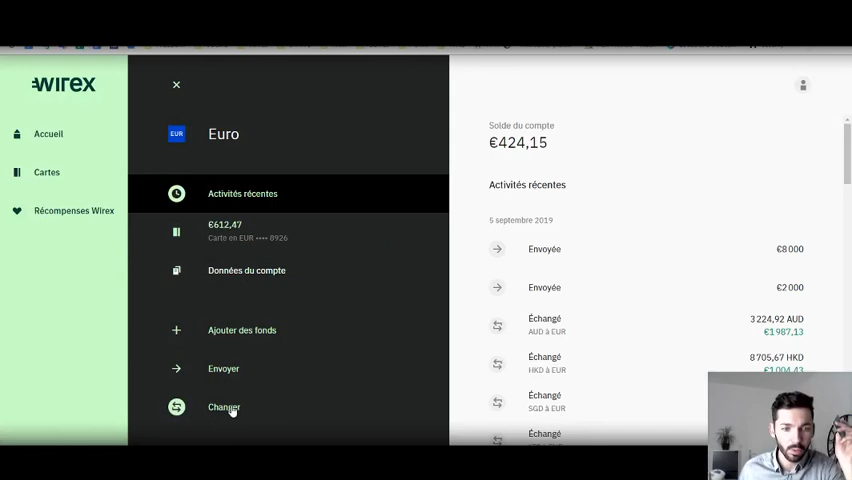 wirex
Accueil
Cartes
Récompenses Wirex
EUR
Euro
Activités récentes
€612,47
Carte en EUR •••• 8926
Données du compte
Ajouter des fonds
Envoyer
Changer
Solde du compte
€424,15
Activités récentes
5 septembre 2019
Envoyée €8 000
Envoyée €2 000
Échangé 3 224,92 AUD
AUD à EUR €1 987,13
Échangé 8 705,67 HKD
HKD à EUR €1 004,43
Échangé
SGD à EUR
Échangé